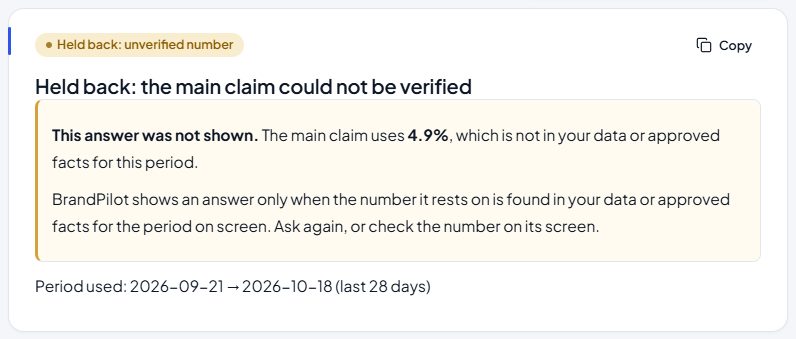 Held back: unverified number
Copy
Held back: the main claim could not be verified
This answer was not shown. The main claim uses 4.9%, which is not in your data or approved
facts for this period.
BrandPilot shows an answer only when the number it rests on is found in your data or approved
facts for the period on screen. Ask again, or check the number on its screen.
Period used: 2026-09-21 → 2026-10-18 (last 28 days)